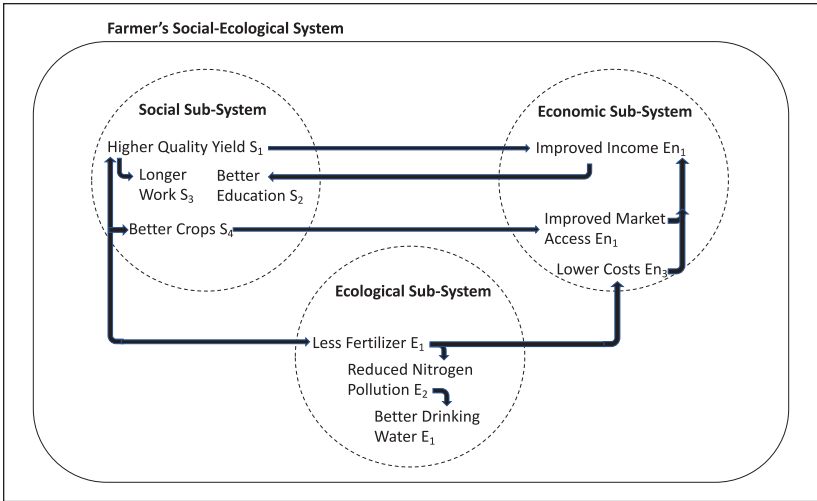 Farmer's Social-Ecological System
Social Sub-System
Higher Quality Yield S₁
Longer
Work S₃
Better
Education S₂
Better Crops S₄
Economic Sub-System
Improved Income En₁
Improved Market
Access En₁
Lower Costs En₃
Ecological Sub-System
Less Fertilizer E₁
Reduced Nitrogen
Pollution E₂
Better Drinking
Water E₁